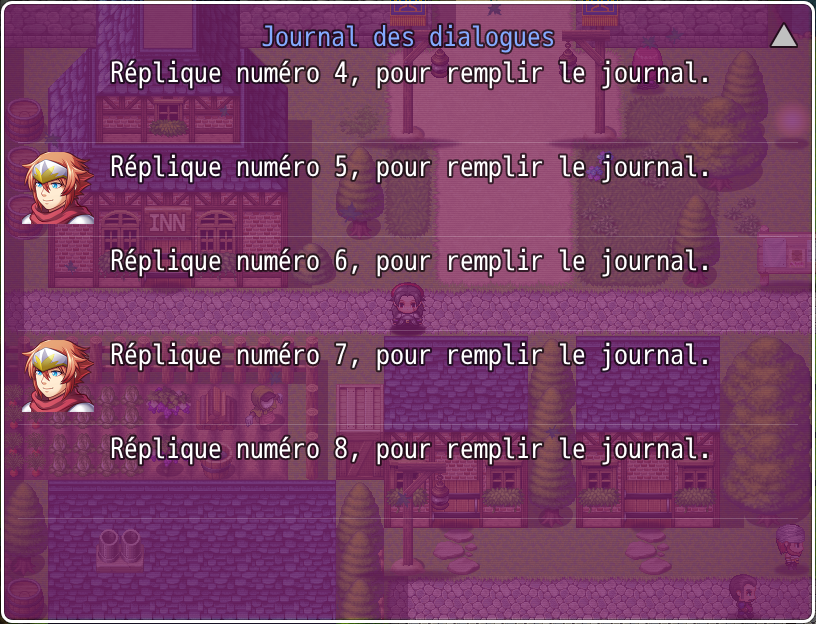 Journal des dialogues
Réplique numéro 4, pour remplir le journal.
Réplique numéro 5, pour remplir le journal.
INN
Réplique numéro 6, pour remplir le journal.
Réplique numéro 7, pour remplir le journal.
Réplique numéro 8, pour remplir le journal.